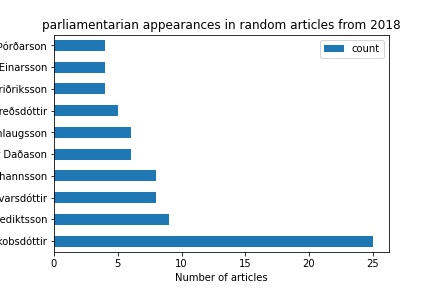 parliamentarian appearances in random articles from 2018
count
Þórðarson
Einarsson
riðriksson
reðsdóttir
nlaugsson
Daðason
hannsson
varsdóttir
ediktsson
kobsdóttir
0 5 10 15 20 25
Number of articles